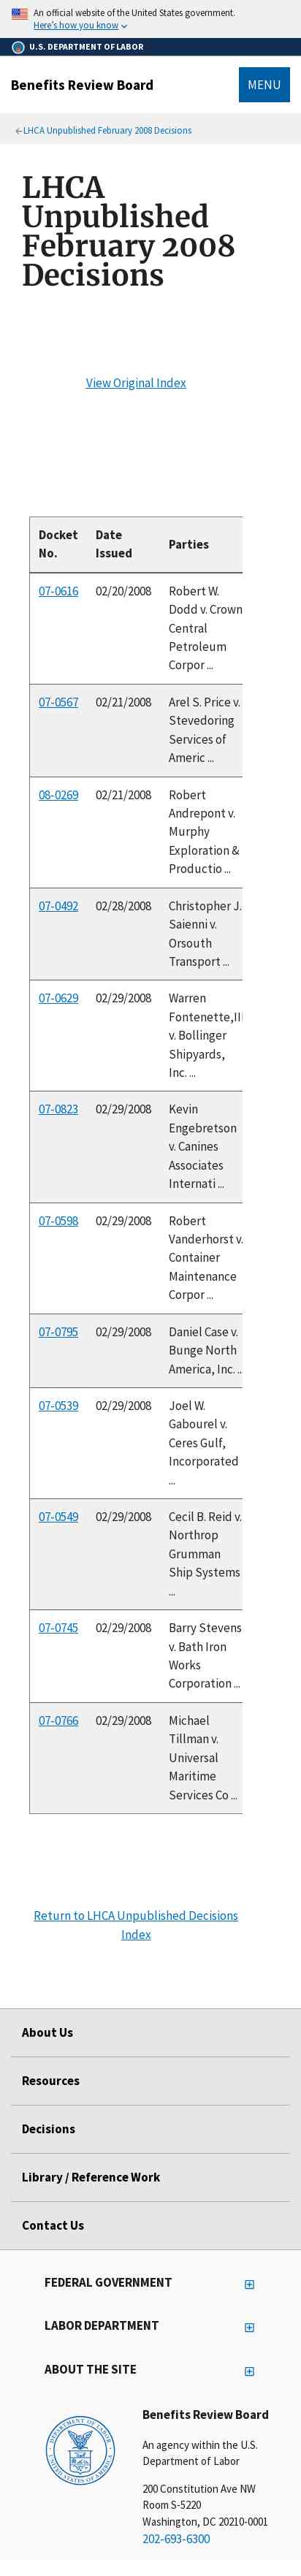 An official website of the United States government.
Here's how you know
U.S. DEPARTMENT OF LABOR
Benefits Review Board
MENU
LHCA Unpublished February 2008 Decisions
LHCA
Unpublished
February 2008
Decisions
View Original Index
Docket No. Date Issued Parties
07-0616 02/20/2008 Robert W.
Dodd v. Crown
Central
Petroleum
Corpor ...
07-0567 02/21/2008 Arel S. Price v.
Stevedoring
Services of
Americ ...
08-0269 02/21/2008 Robert
Andrepont v.
Murphy
Exploration &
Productio ...
07-0492 02/28/2008 Christopher J.
Saienni v.
Orsouth
Transport ...
07-0629 02/29/2008 Warren
Fontenette,III
v. Bollinger
Shipyards,
Inc. ...
07-0823 02/29/2008 Kevin
Engebretson
v. Canines
Associates
Internati ...
07-0598 02/29/2008 Robert
Vanderhorst v.
Container
Maintenance
Corpor ...
07-0795 02/29/2008 Daniel Case v.
Bunge North
America, Inc. ..
07-0539 02/29/2008 Joel W.
Gabourel v.
Ceres Gulf,
Incorporated
...
07-0549 02/29/2008 Cecil B. Reid v.
Northrop
Grumman
Ship Systems
...
07-0745 02/29/2008 Barry Stevens
v. Bath Iron
Works
Corporation ...
07-0766 02/29/2008 Michael
Tillman v.
Universal
Maritime
Services Co ...
Return to LHCA Unpublished Decisions
Index
About Us
Resources
Decisions
Library / Reference Work
Contact Us
FEDERAL GOVERNMENT
LABOR DEPARTMENT
ABOUT THE SITE
Benefits Review Board
An agency within the U.S.
Department of Labor
200 Constitution Ave NW
Room S-5220
Washington, DC 20210-0001
202-693-6300
DEPARTMENT OF LABOR
UNITED STATES OF AMERICA